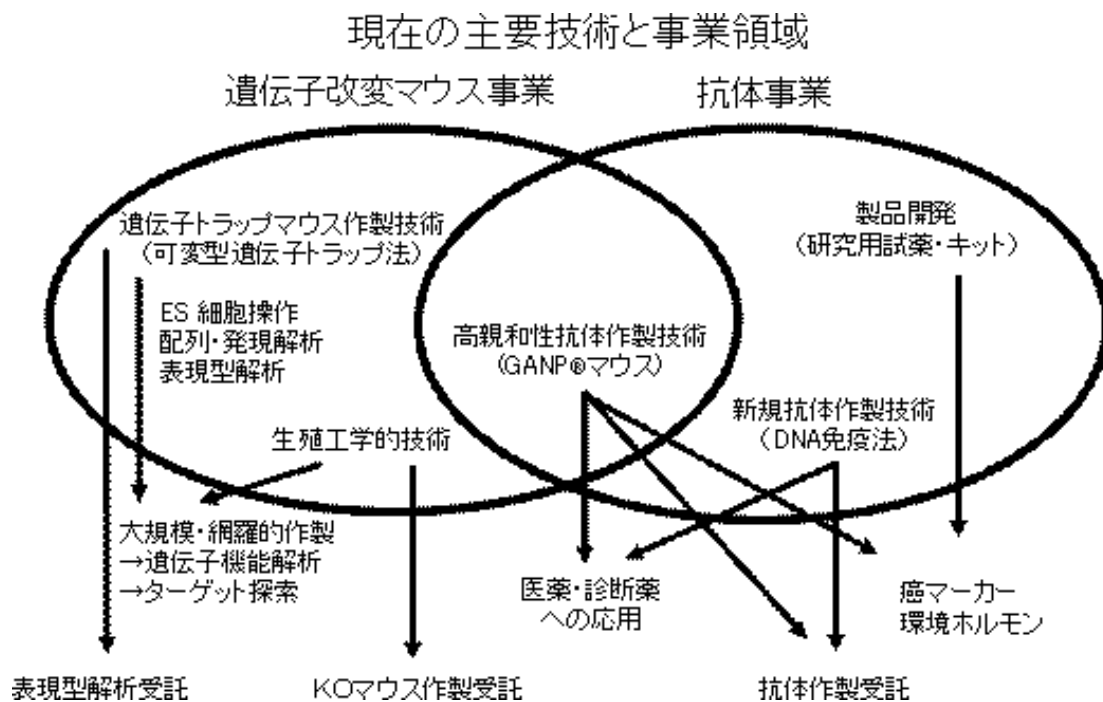 現在の主要技術と事業領域
遺伝子改変マウス事業
抗体事業
遺伝子トラップマウス作製技術
（可変型遺伝子トラップ法）
ES 細胞操作
配列・発現解析
表現型解析
生殖工学的技術
高親和性抗体作製技術
(GANP®マウス)
製品開発
（研究用試薬・キット）
新規抗体作製技術
（DNA免疫法）
大規模・網羅的作製
→遺伝子機能解析
→ターゲット探索
医薬・診断薬
への応用
癌マーカー
環境ホルモン
表現型解析受託
KOマウス作製受託
抗体作製受託